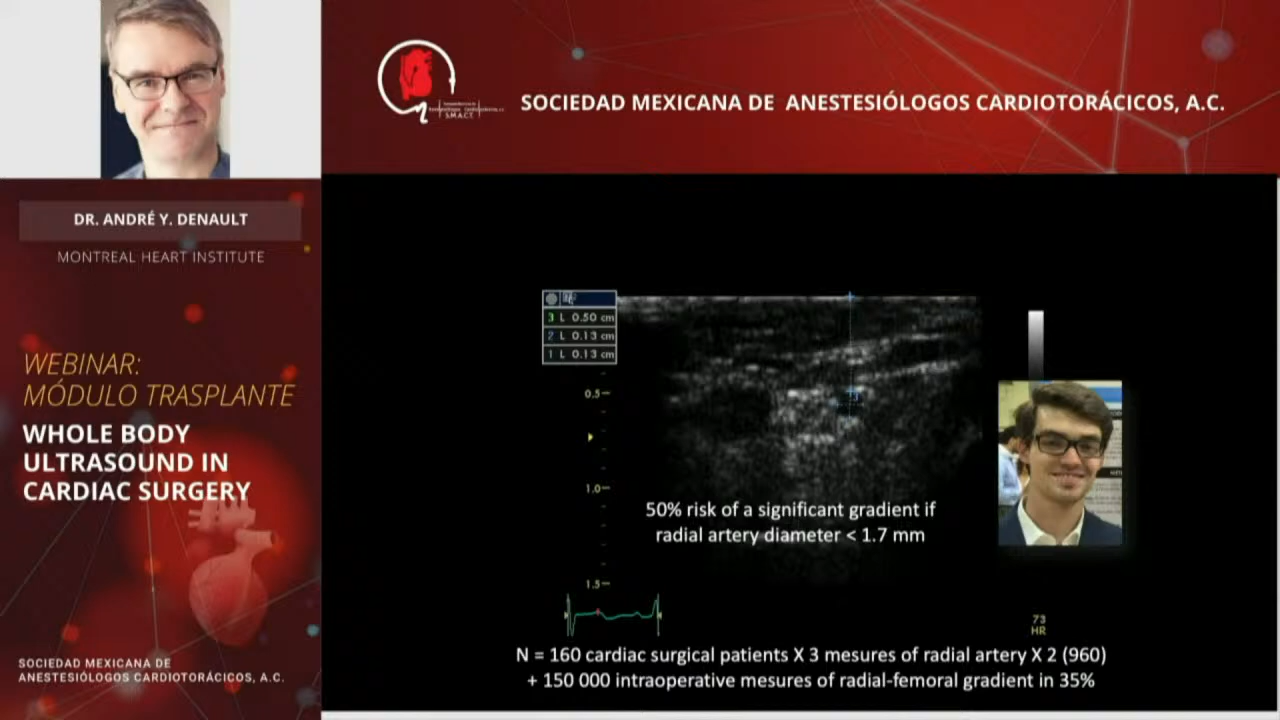 SOCIEDAD MEXICANA DE ANESTESIÓLOGOS CARDIOTORÁCICOS, A.C.
S.M.A.C.T.
DR. ANDRÉ Y. DENAULT
MONTREAL HEART INSTITUTE
WEBINAR:
MÓDULO TRASPLANTE
WHOLE BODY
ULTRASOUND IN
CARDIAC SURGERY
SOCIEDAD MEXICANA DE
ANESTESIÓLOGOS CARDIOTORÁCICOS, A.C.
3 L 0.50 cm
2 L 0.13 cm
1 L 0.13 cm
0.5
1.0
1.5
50% risk of a significant gradient if
radial artery diameter < 1.7 mm
73
HR
N = 160 cardiac surgical patients X 3 mesures of radial artery X 2 (960)
+ 150 000 intraoperative mesures of radial-femoral gradient in 35%